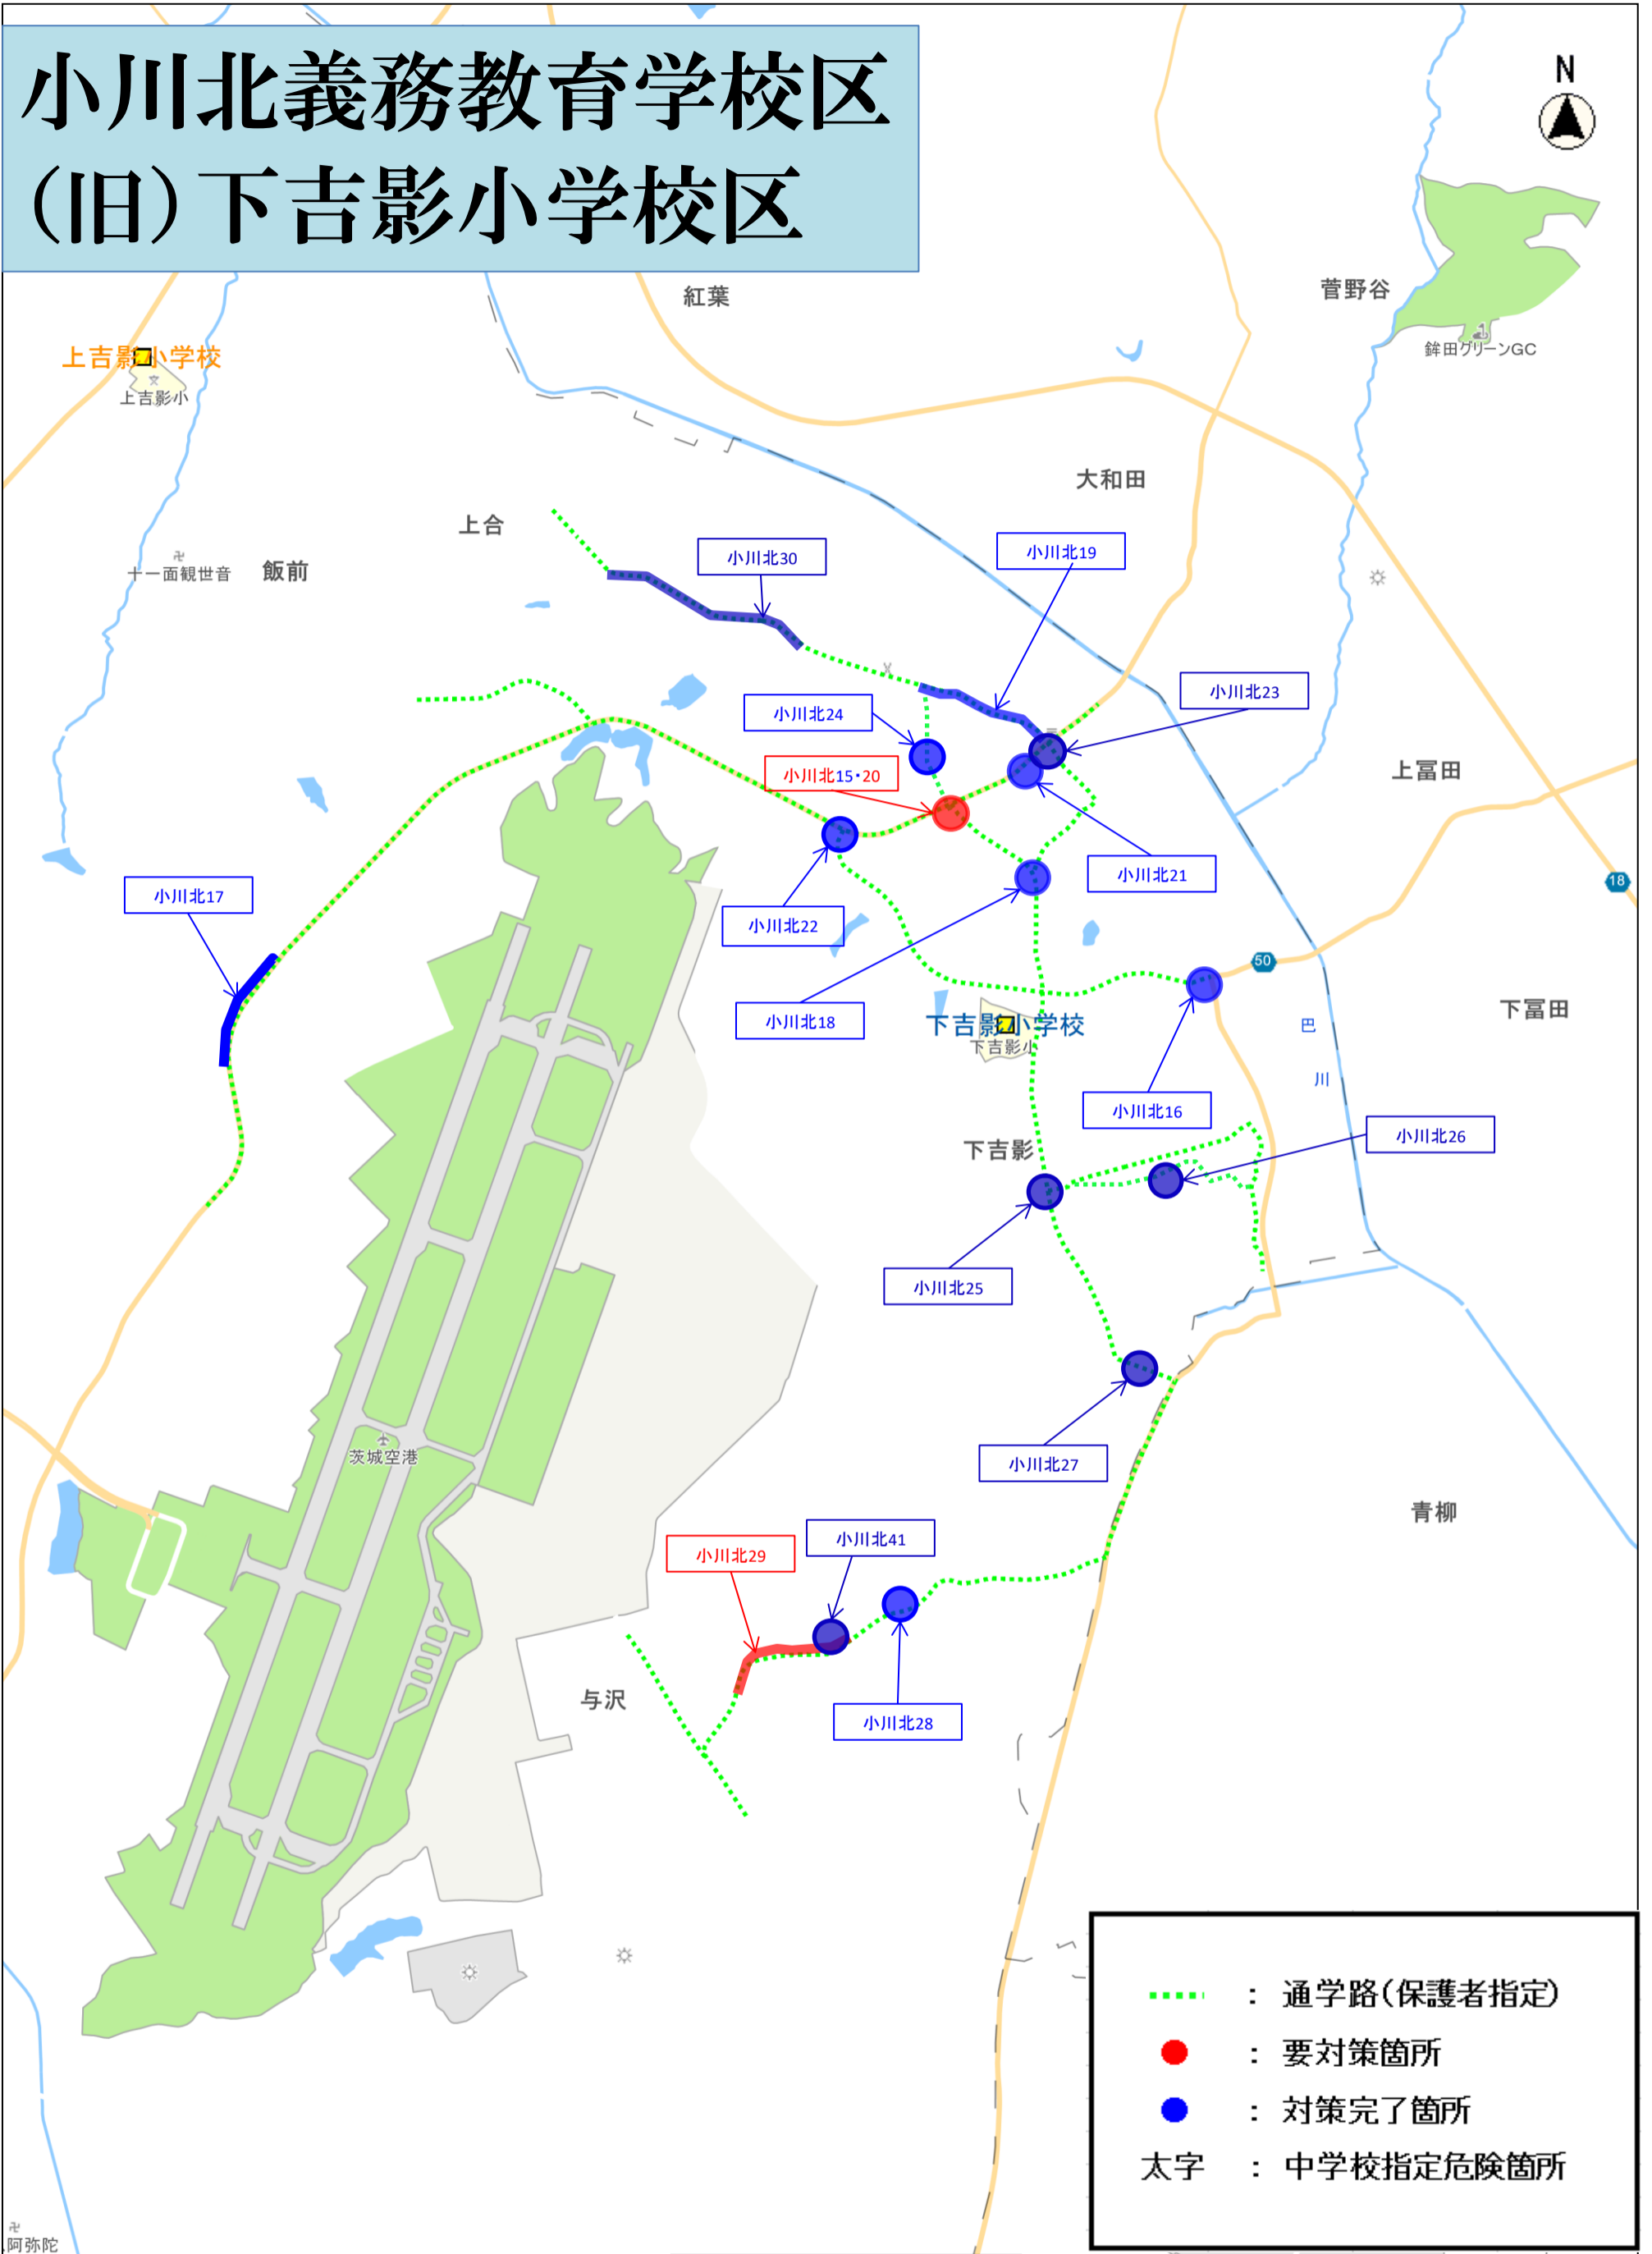 小川北義務教育学校区
（旧）下吉影小学校区
N
紅葉
菅野谷
鉾田グリーンGC
上吉影小学校
上吉影小
大和田
上合
十一面観世音
飯前
小川北30
小川北19
小川北23
小川北24
小川北15・20
上冨田
小川北21
18
小川北17
小川北22
50
小川北18
下吉影小学校
下吉影小
下冨田
巴
川
小川北16
小川北26
下吉影
小川北25
茨城空港
小川北27
青柳
小川北41
小川北29
与沢
小川北28
：通学路（保護者指定）
：要対策箇所
：対策完了箇所
太字：中学校指定危険箇所
阿弥陀